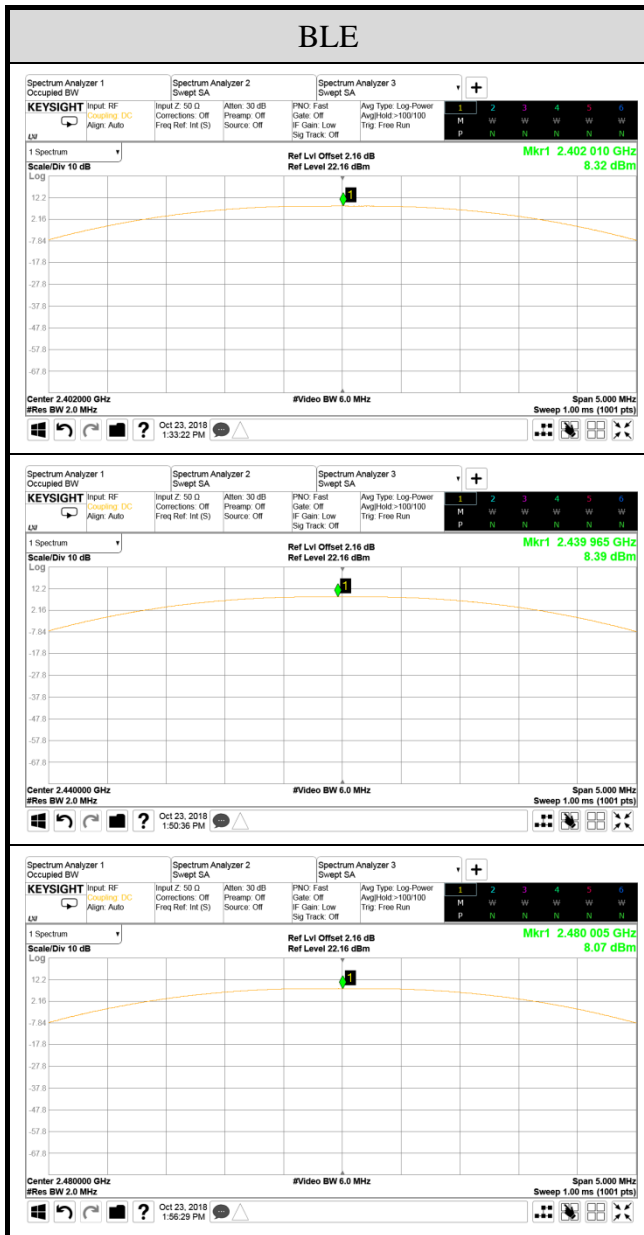 BLE
Spectrum Analyzer 1 Spectrum Analyzer 2 Spectrum Analyzer 3
Occupied BW Swept SA Swept SA
KEYSIGHT Input: RF Input Z: 50 Ω Atten: 30 dB PNO: Fast Avg Type: Log-Power 1 2 3 4 5 6
Coupling: DC Corrections: Off Preamp: Off Gate: Off Avg|Hold:>100/100 M W W W W W
Align: Auto Freq Ref: Int (S) Source: Off IF Gain: Low Trig: Free Run
LXI Sig Track: Off P N N N N N
1 Spectrum Ref Lvl Offset 2.16 dB Mkr1 2.402 010 GHz
Scale/Div 10 dB Ref Level 22.16 dBm 8.32 dBm
Log
1
12.2
2.16
-7.84
-17.8
-27.8
-37.8
-47.8
-57.8
-67.8
Center 2.402000 GHz #Video BW 6.0 MHz Span 5.000 MHz
#Res BW 2.0 MHz Sweep 1.00 ms (1001 pts)
? Oct 23, 2018
1:33:22 PM
Spectrum Analyzer 1 Spectrum Analyzer 2 Spectrum Analyzer 3
Occupied BW Swept SA Swept SA
KEYSIGHT Input: RF Input Z: 50 Ω Atten: 30 dB PNO: Fast Avg Type: Log-Power 1 2 3 4 5 6
Coupling: DC Corrections: Off Preamp: Off Gate: Off Avg|Hold:>100/100 M W W W W W
Align: Auto Freq Ref: Int (S) Source: Off IF Gain: Low Trig: Free Run
LXI Sig Track: Off P N N N N N
1 Spectrum Ref Lvl Offset 2.16 dB Mkr1 2.439 965 GHz
Scale/Div 10 dB Ref Level 22.16 dBm 8.39 dBm
Log
1
12.2
2.16
-7.84
-17.8
-27.8
-37.8
-47.8
-57.8
-67.8
Center 2.440000 GHz #Video BW 6.0 MHz Span 5.000 MHz
#Res BW 2.0 MHz Sweep 1.00 ms (1001 pts)
? Oct 23, 2018
1:50:36 PM
Spectrum Analyzer 1 Spectrum Analyzer 2 Spectrum Analyzer 3
Occupied BW Swept SA Swept SA
KEYSIGHT Input: RF Input Z: 50 Ω Atten: 30 dB PNO: Fast Avg Type: Log-Power 1 2 3 4 5 6
Coupling: DC Corrections: Off Preamp: Off Gate: Off Avg|Hold:>100/100 M W W W W W
Align: Auto Freq Ref: Int (S) Source: Off IF Gain: Low Trig: Free Run
LXI Sig Track: Off P N N N N N
1 Spectrum Ref Lvl Offset 2.16 dB Mkr1 2.480 005 GHz
Scale/Div 10 dB Ref Level 22.16 dBm 8.07 dBm
Log
1
12.2
2.16
-7.84
-17.8
-27.8
-37.8
-47.8
-57.8
-67.8
Center 2.480000 GHz #Video BW 6.0 MHz Span 5.000 MHz
#Res BW 2.0 MHz Sweep 1.00 ms (1001 pts)
? Oct 23, 2018
1:56:29 PM